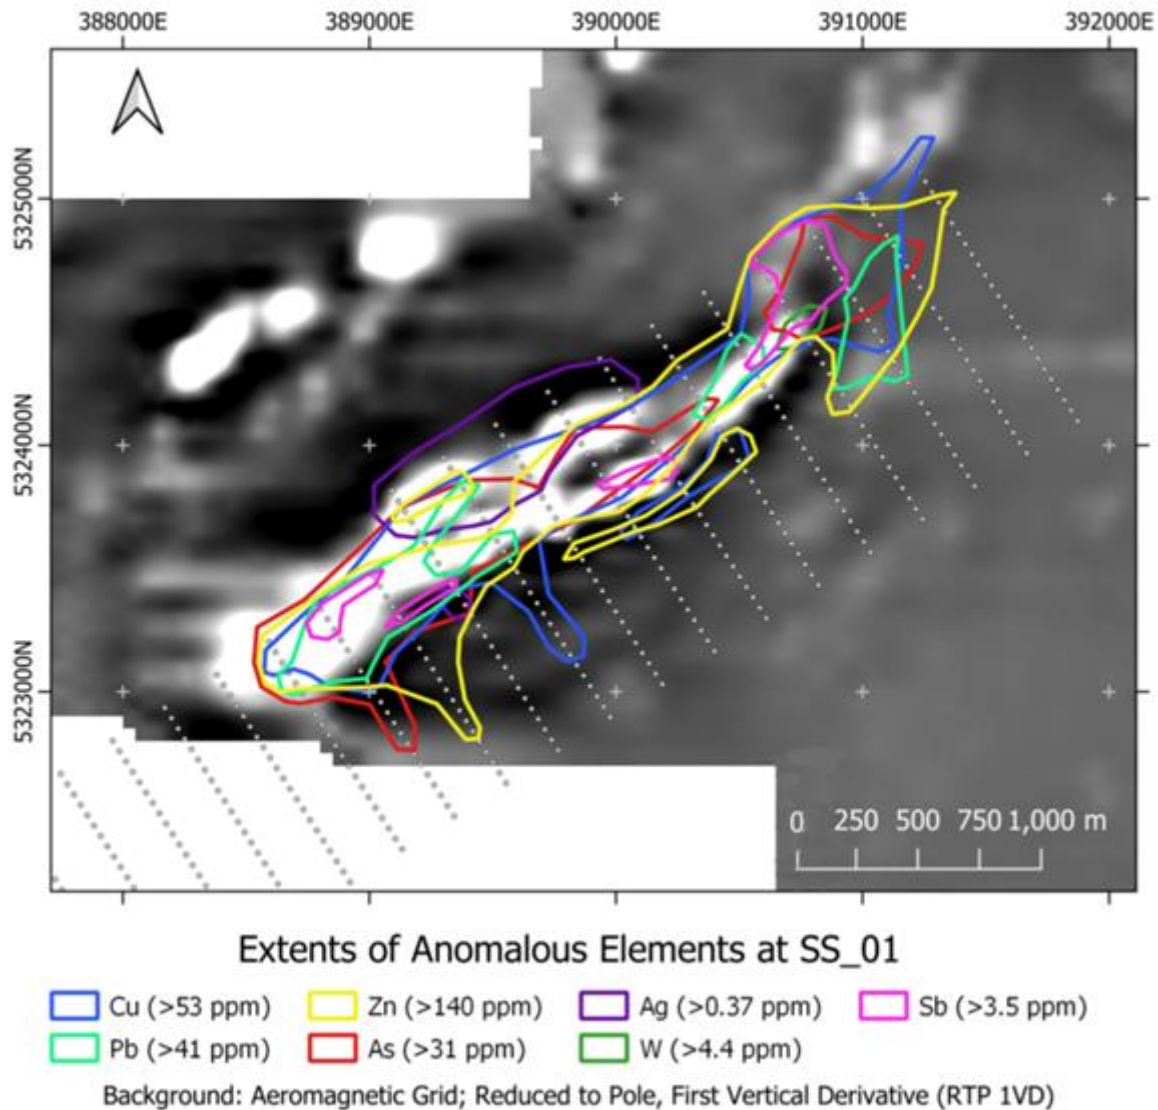 388000E 389000E 390000E 391000E 392000E
5325000N
5324000N
5323000N
0 250 500 750 1,000 m
Extents of Anomalous Elements at SS_01
Cu (>53 ppm) Zn (>140 ppm) Ag (>0.37 ppm) Sb (>3.5 ppm)
Pb (>41 ppm) As (>31 ppm) W (>4.4 ppm)
Background: Aeromagnetic Grid; Reduced to Pole, First Vertical Derivative (RTP 1VD)